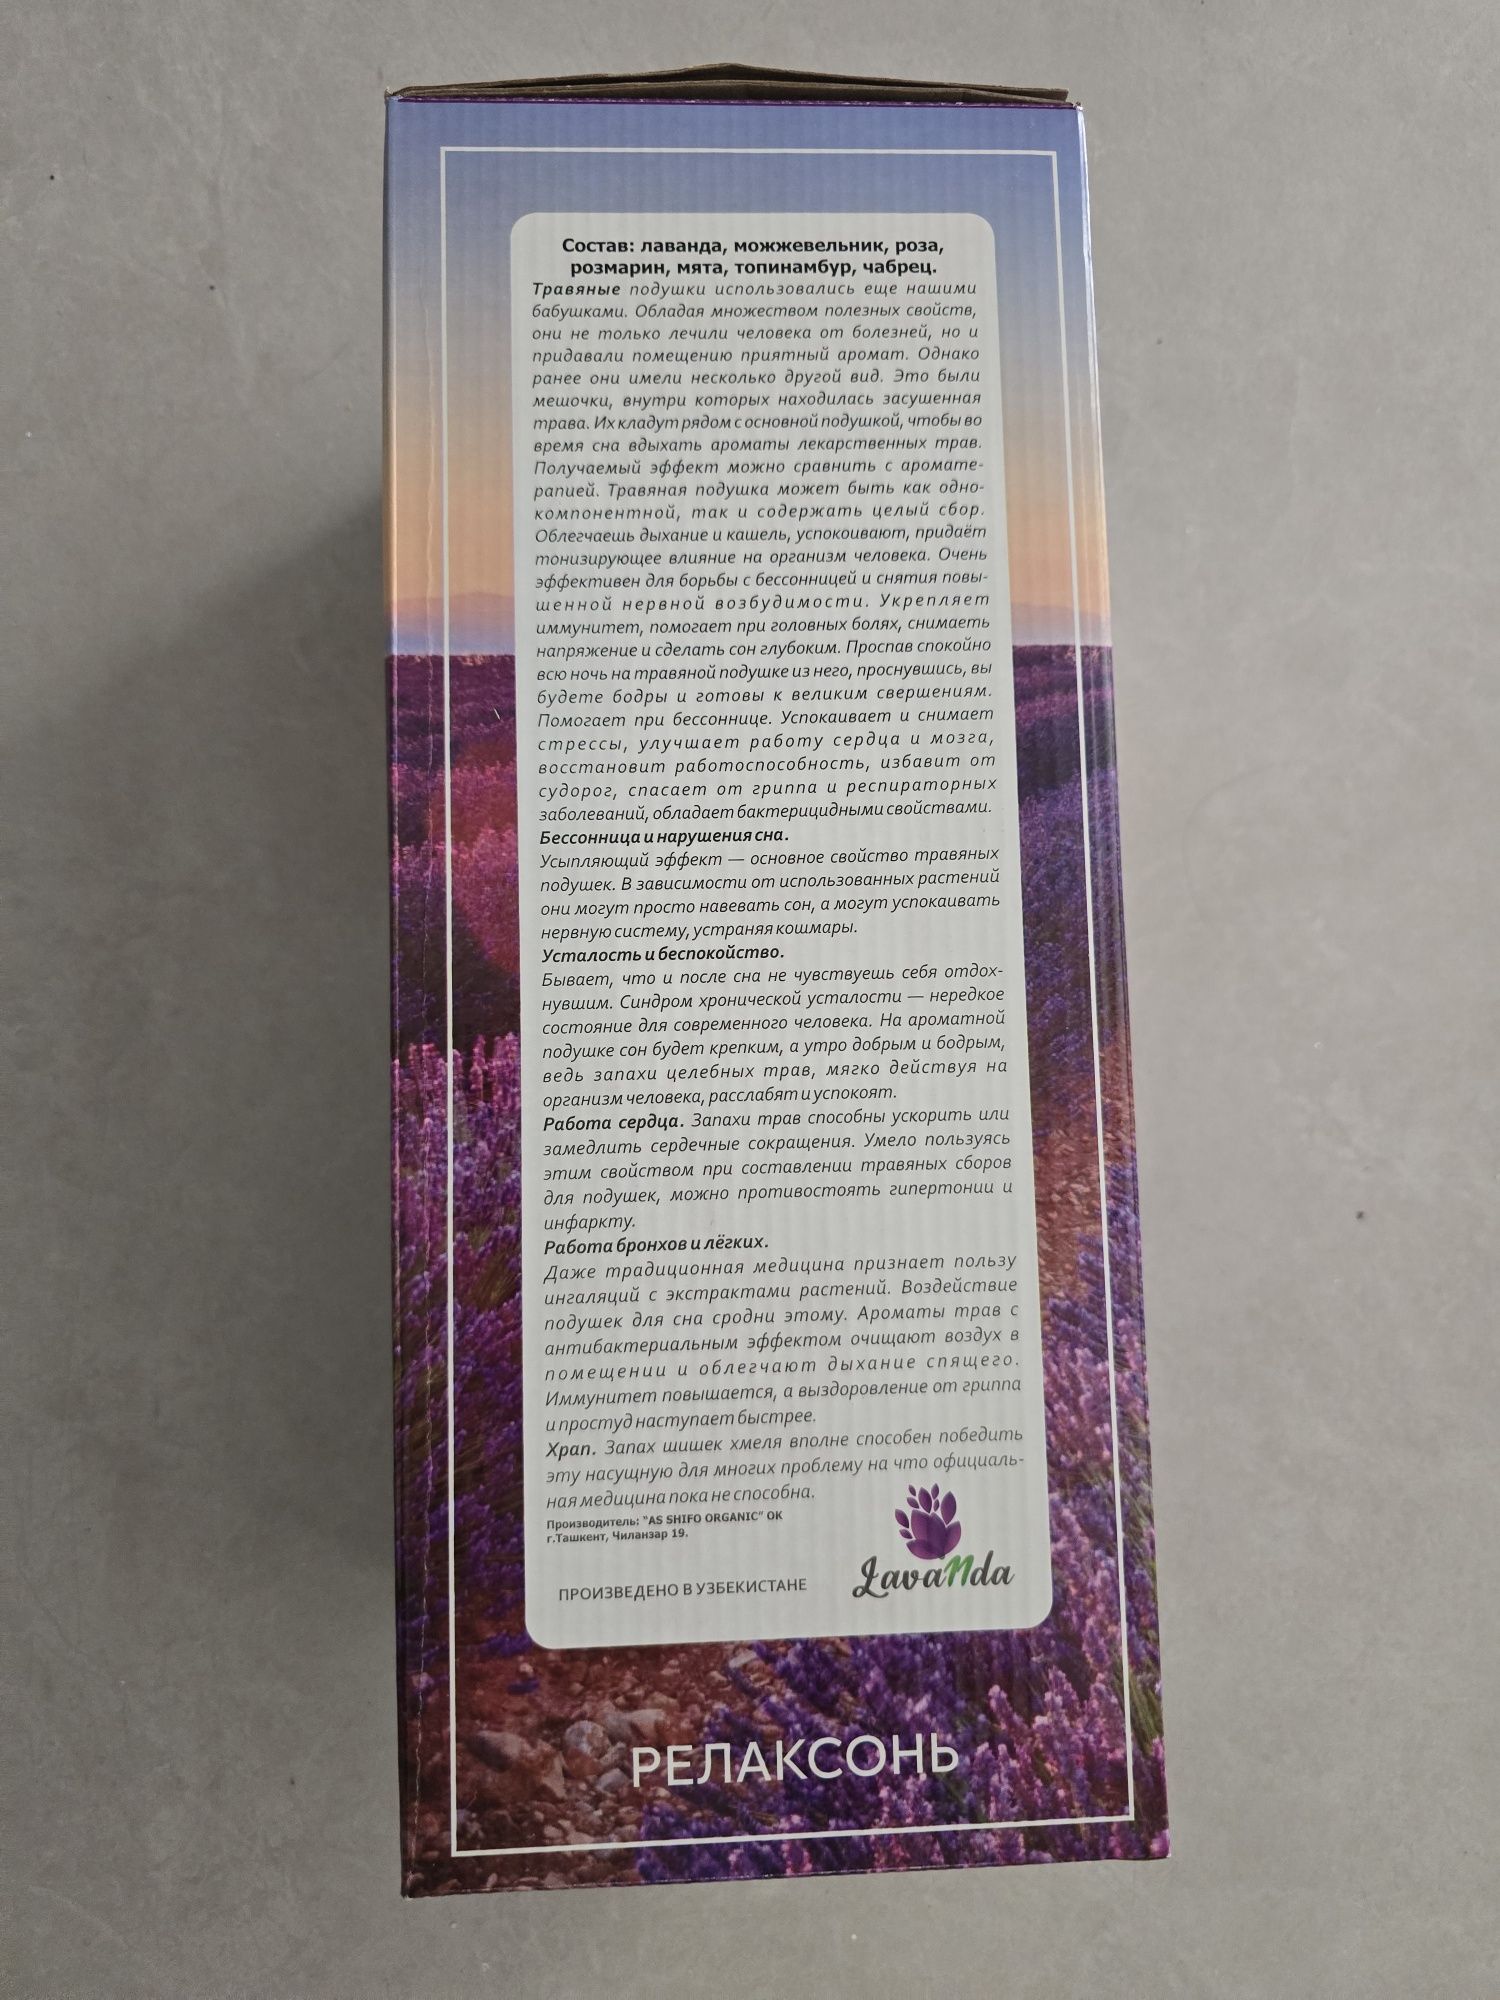 Состав: лаванда, можжевельник, роза,
розмарин, мята, топинамбур, чабрец.
Травяные подушки использовались еще нашими
бабушками. Обладая множеством полезных свойств,
они не только лечили человека от болезней, но и
придавали помещению приятный аромат. Однако
ранее они имели несколько другой вид. Это были
мешочки, внутри которых находилась засушенная
трава. Их кладут рядом с основной подушкой, чтобы во
время сна вдыхать ароматы лекарственных трав.
Получаемый эффект можно сравнить с аромате-
рапией. Травяная подушка может быть как одно-
компонентной, так и содержать целый сбор.
Облегчаешь дыхание и кашель, успокоивают, придаёт
тонизирующее влияние на организм человека. Очень
эффективен для борьбы с бессонницей и снятия повы-
шенной нервной возбудимости. Укрепляет
иммунитет, помогает при головных болях, снимаеть
напряжение и сделать сон глубоким. Проспав спокойно
всю ночь на травяной подушке из него, проснувшись, вы
будете бодры и готовы к великим свершениям.
Помогает при бессоннице. Успокаивает и снимает
стрессы, улучшает работу сердца и мозга,
восстановит работоспособность, избавит от
судорог, спасает от гриппа и респираторных
заболеваний, обладает бактерицидными свойствами.
Бессонница и нарушения сна.
Усыпляющий эффект — основное свойство травяных
подушек. В зависимости от использованных растений
они могут просто навевать сон, а могут успокаивать
нервную систему, устраняя кошмары.
Усталость и беспокойство.
Бывает, что и после сна не чувствуешь себя отдох-
нувшим. Синдром хронической усталости — нередкое
состояние для современного человека. На ароматной
подушке сон будет крепким, а утро добрым и бодрым,
ведь запахи целебных трав, мягко действуя на
организм человека, расслабят и успокоят.
Работа сердца. Запахи трав способны ускорить или
замедлить сердечные сокращения. Умело пользуясь
этим свойством при составлении травяных сборов
для подушек, можно противостоять гипертонии и
инфаркту.
Работа бронхов и лёгких.
Даже традиционная медицина признает пользу
ингаляций с экстрактами растений. Воздействие
подушек для сна сродни этому. Ароматы трав с
антибактериальным эффектом очищают воздух в
помещении и облегчают дыхание спящего.
Иммунитет повышается, а выздоровление от гриппа
и простуд наступает быстрее.
Храп. Запах шишек хмеля вполне способен победить
эту насущную для многих проблему на что официаль-
ная медицина пока не способна.
Производитель: “AS SHIFO ORGANIC” ОК
г.Ташкент, Чиланзар 19.
ПРОИЗВЕДЕНО В УЗБЕКИСТАНЕ
LavaNda
РЕЛАКСОНЬ